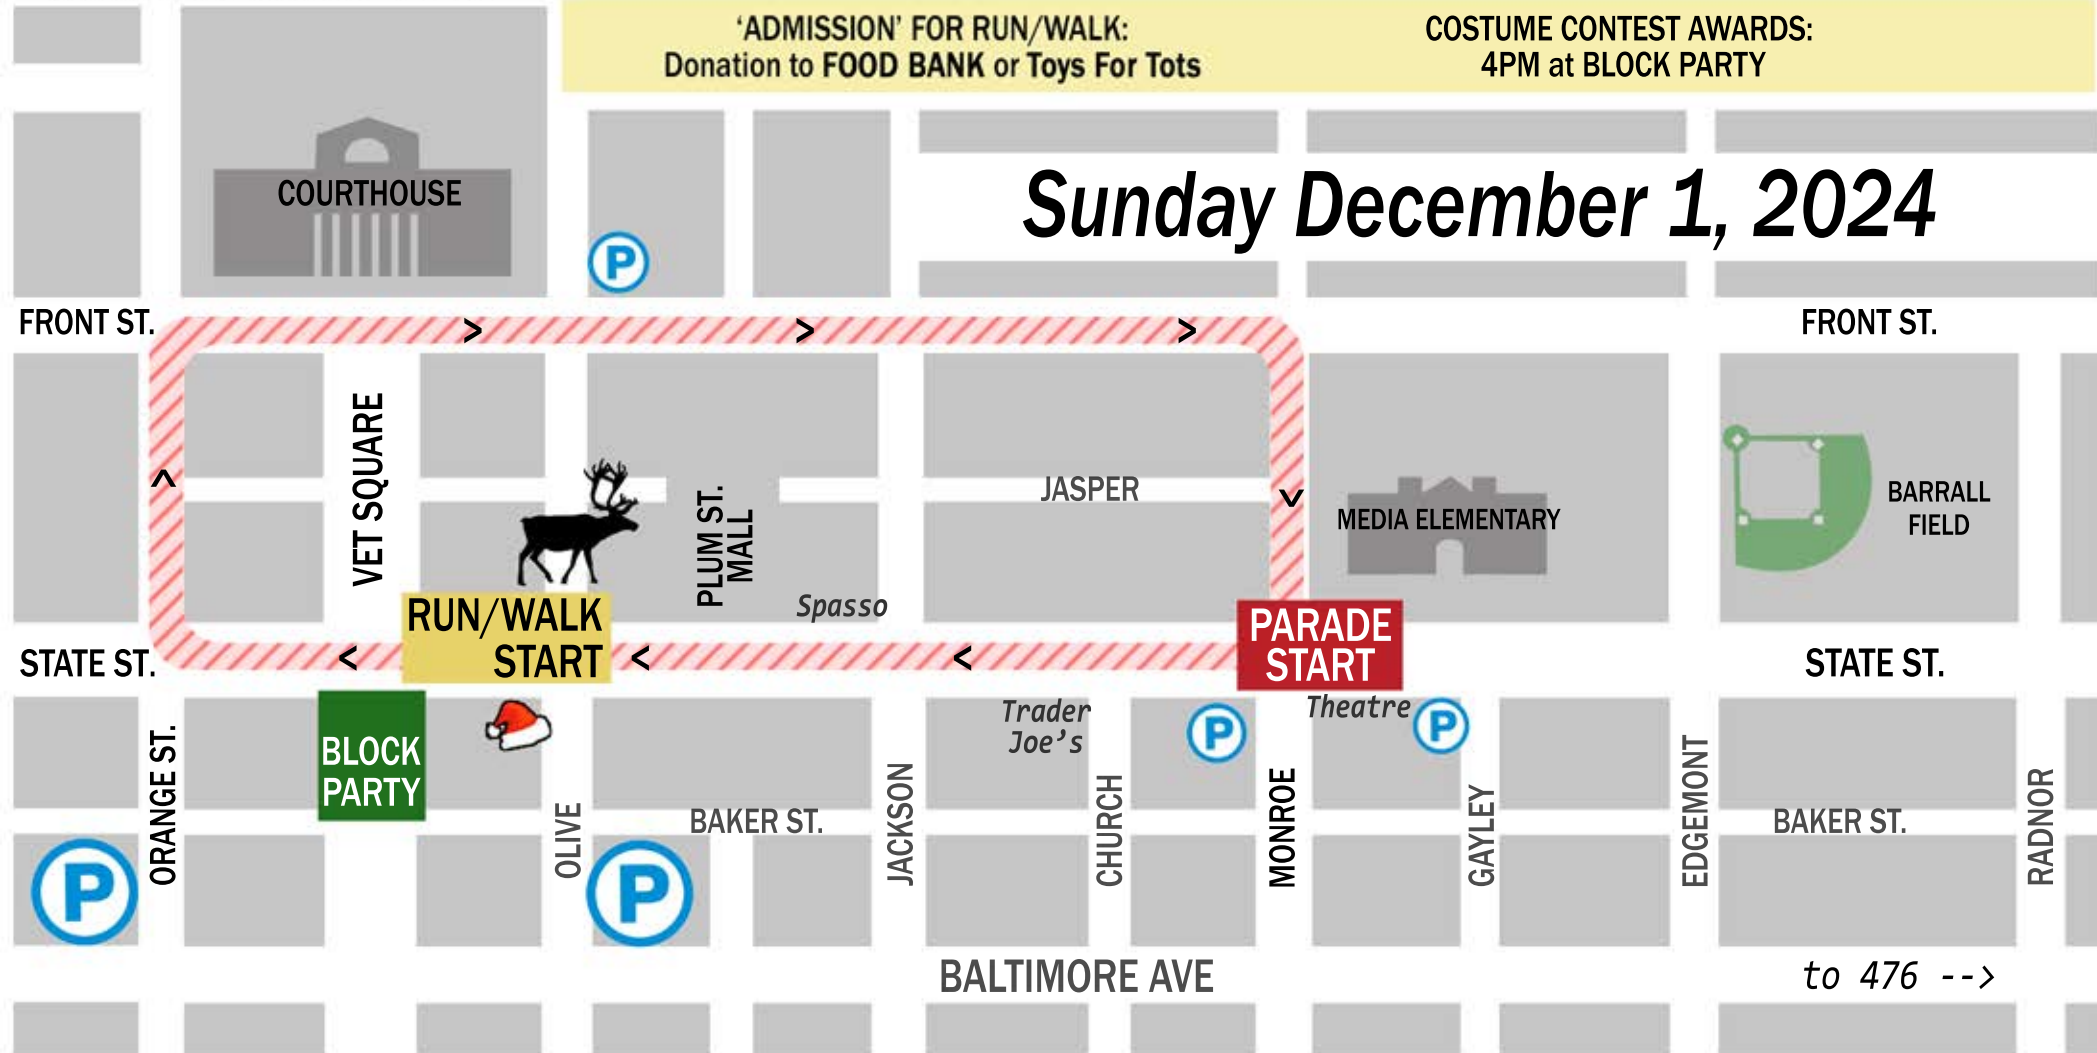 ‘ADMISSION’ FOR RUN/WALK:
Donation to FOOD BANK or Toys For Tots
COSTUME CONTEST AWARDS:
4PM at BLOCK PARTY
COURTHOUSE
Sunday December 1, 2024
P
FRONT ST.
>
>
>
FRONT ST.
VET SQUARE
>
JASPER
>
MEDIA ELEMENTARY
BARRALL
FIELD
PLUM ST.
MALL
Spasso
RUN/WALK
START
PARADE
START
STATE ST.
<
<
<
STATE ST.
Trader
Joe’s
Theatre
P
P
BLOCK
PARTY
ORANGE ST.
OLIVE
BAKER ST.
JACKSON
CHURCH
MONROE
GAYLEY
EDGEMONT
BAKER ST.
RADNOR
P
P
BALTIMORE AVE
to 476 -->